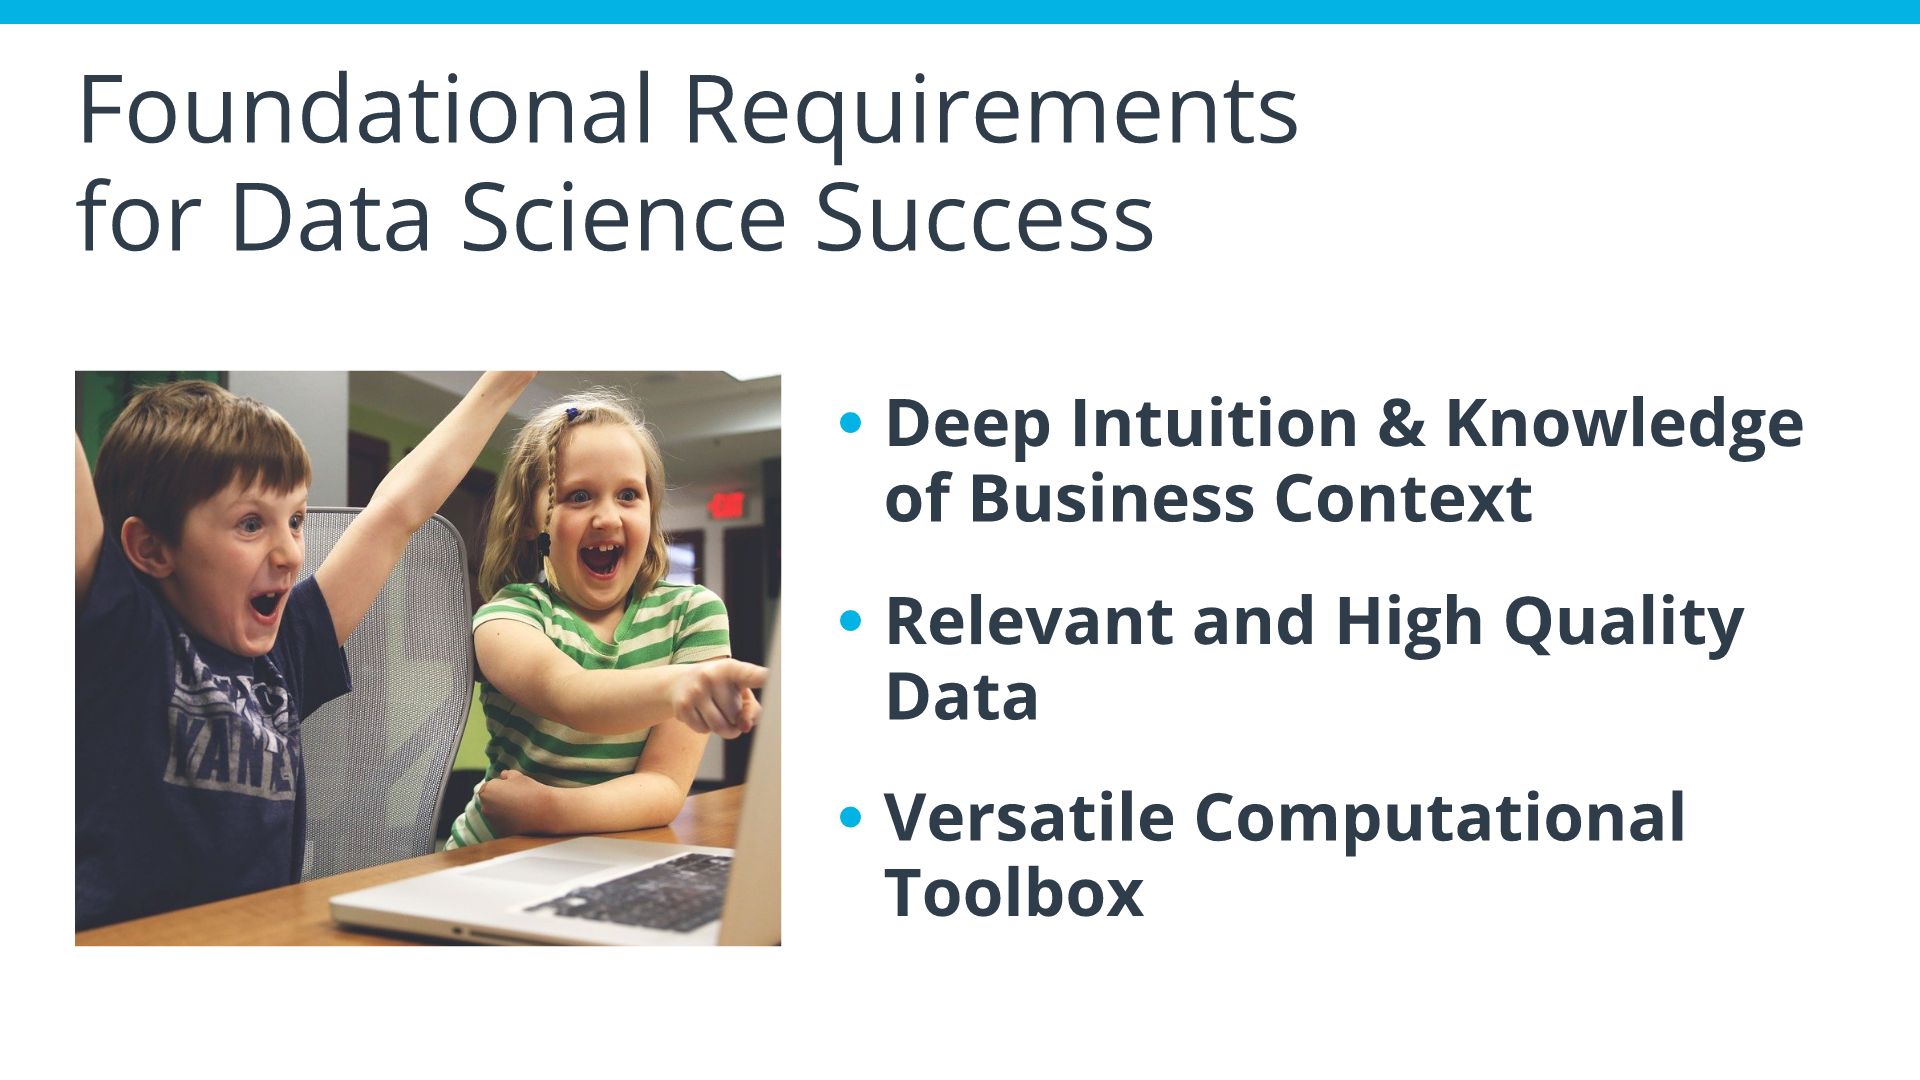 Foundational Requirements
for Data Science Success
• Deep Intuition & Knowledge
of Business Context
• Relevant and High Quality
Data
• Versatile Computational
Toolbox
EXIT